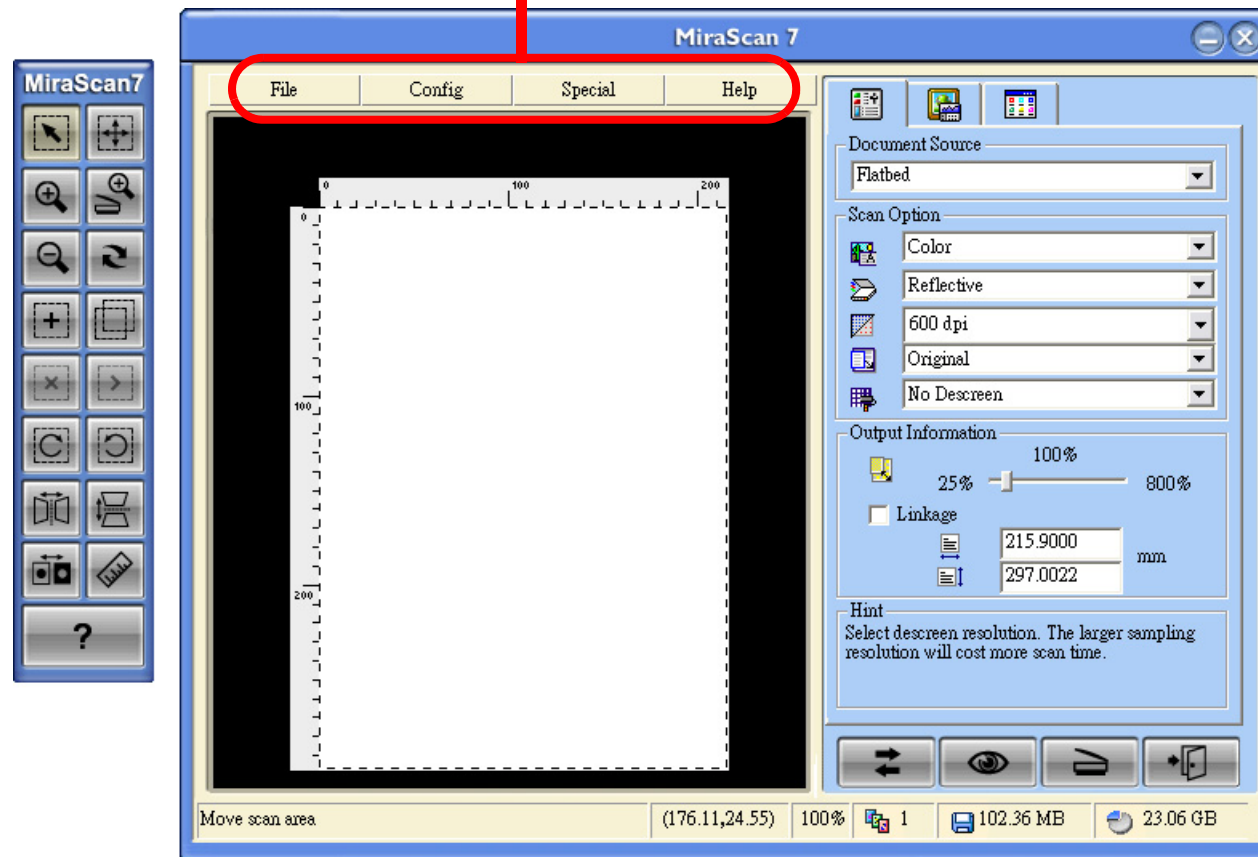 MiraScan7
?
MiraScan 7
File Config Special Help
0 100 200
0
100
200
Document Source
Flatbed
Scan Option
Color
Reflective
600 dpi
Original
No Descreen
Output Information
100%
25% 800%
Linkage
215.9000
mm
297.0022
Hint
Select descreen resolution. The larger sampling
resolution will cost more scan time.
Move scan area (176.11,24.55) 100% 1 102.36 MB 23.06 GB